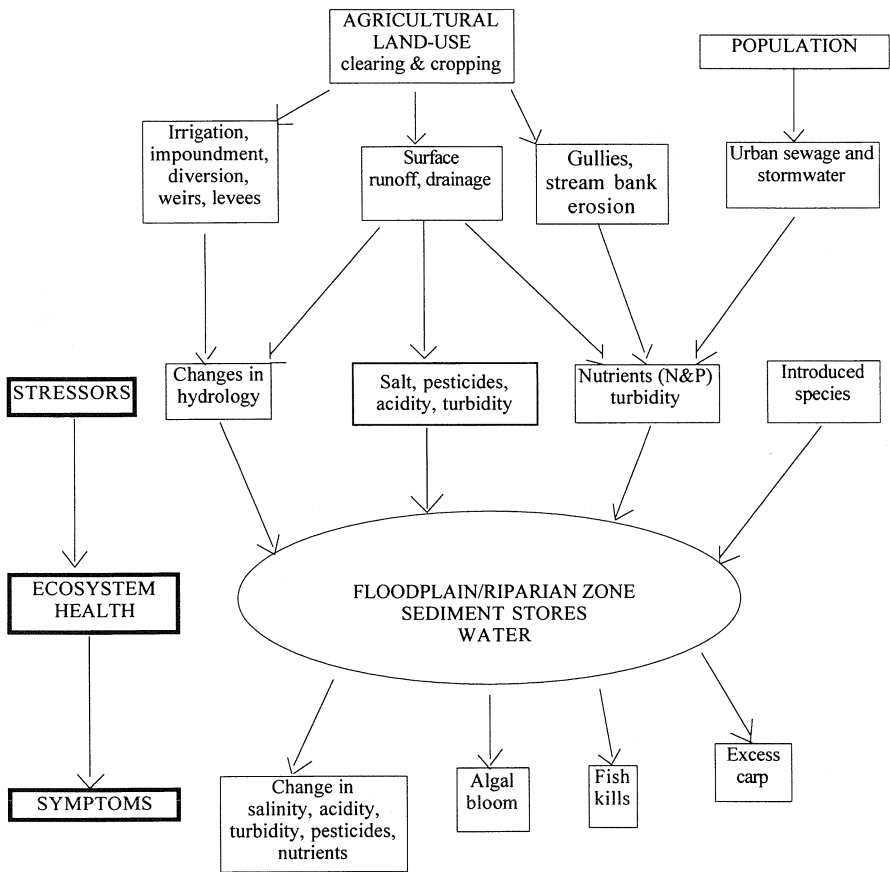 AGRICULTURAL
LAND-USE
clearing & cropping
POPULATION
Irrigation,
impoundment,
diversion,
weirs, levees
Surface
runoff, drainage
Gullies,
stream bank
erosion
Urban sewage and
stormwater
STRESSORS
Changes in
hydrology
Salt, pesticides,
acidity, turbidity
Nutrients (N&P)
turbidity
Introduced
species
ECOSYSTEM
HEALTH
FLOODPLAIN/RIPARIAN ZONE
SEDIMENT STORES
WATER
SYMPTOMS
Change in
salinity, acidity,
turbidity, pesticides,
nutrients
Algal
bloom
Fish
kills
Excess
carp